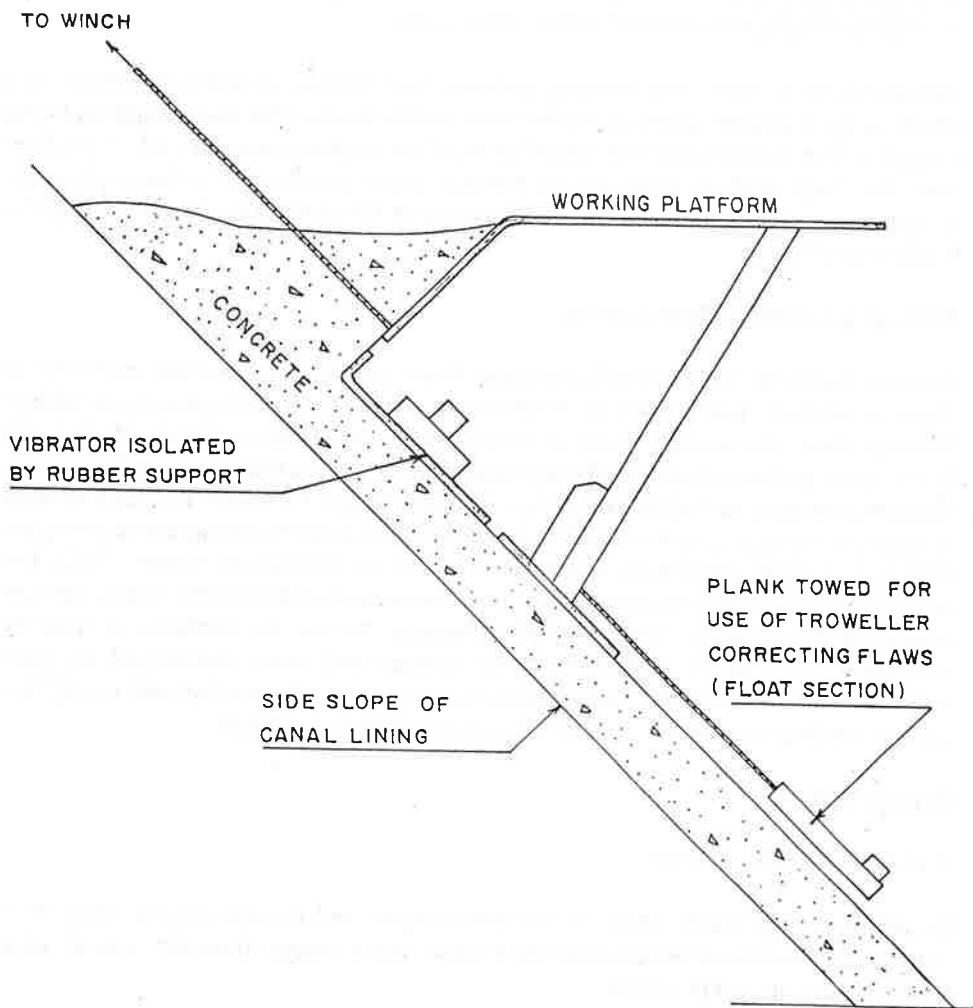 TO WINCH
WORKING PLATFORM
CONCRETE
VIBRATOR ISOLATED
BY RUBBER SUPPORT
PLANK TOWED FOR
USE OF TROWELLER
CORRECTING FLAWS
(FLOAT SECTION)
SIDE SLOPE OF
CANAL LINING